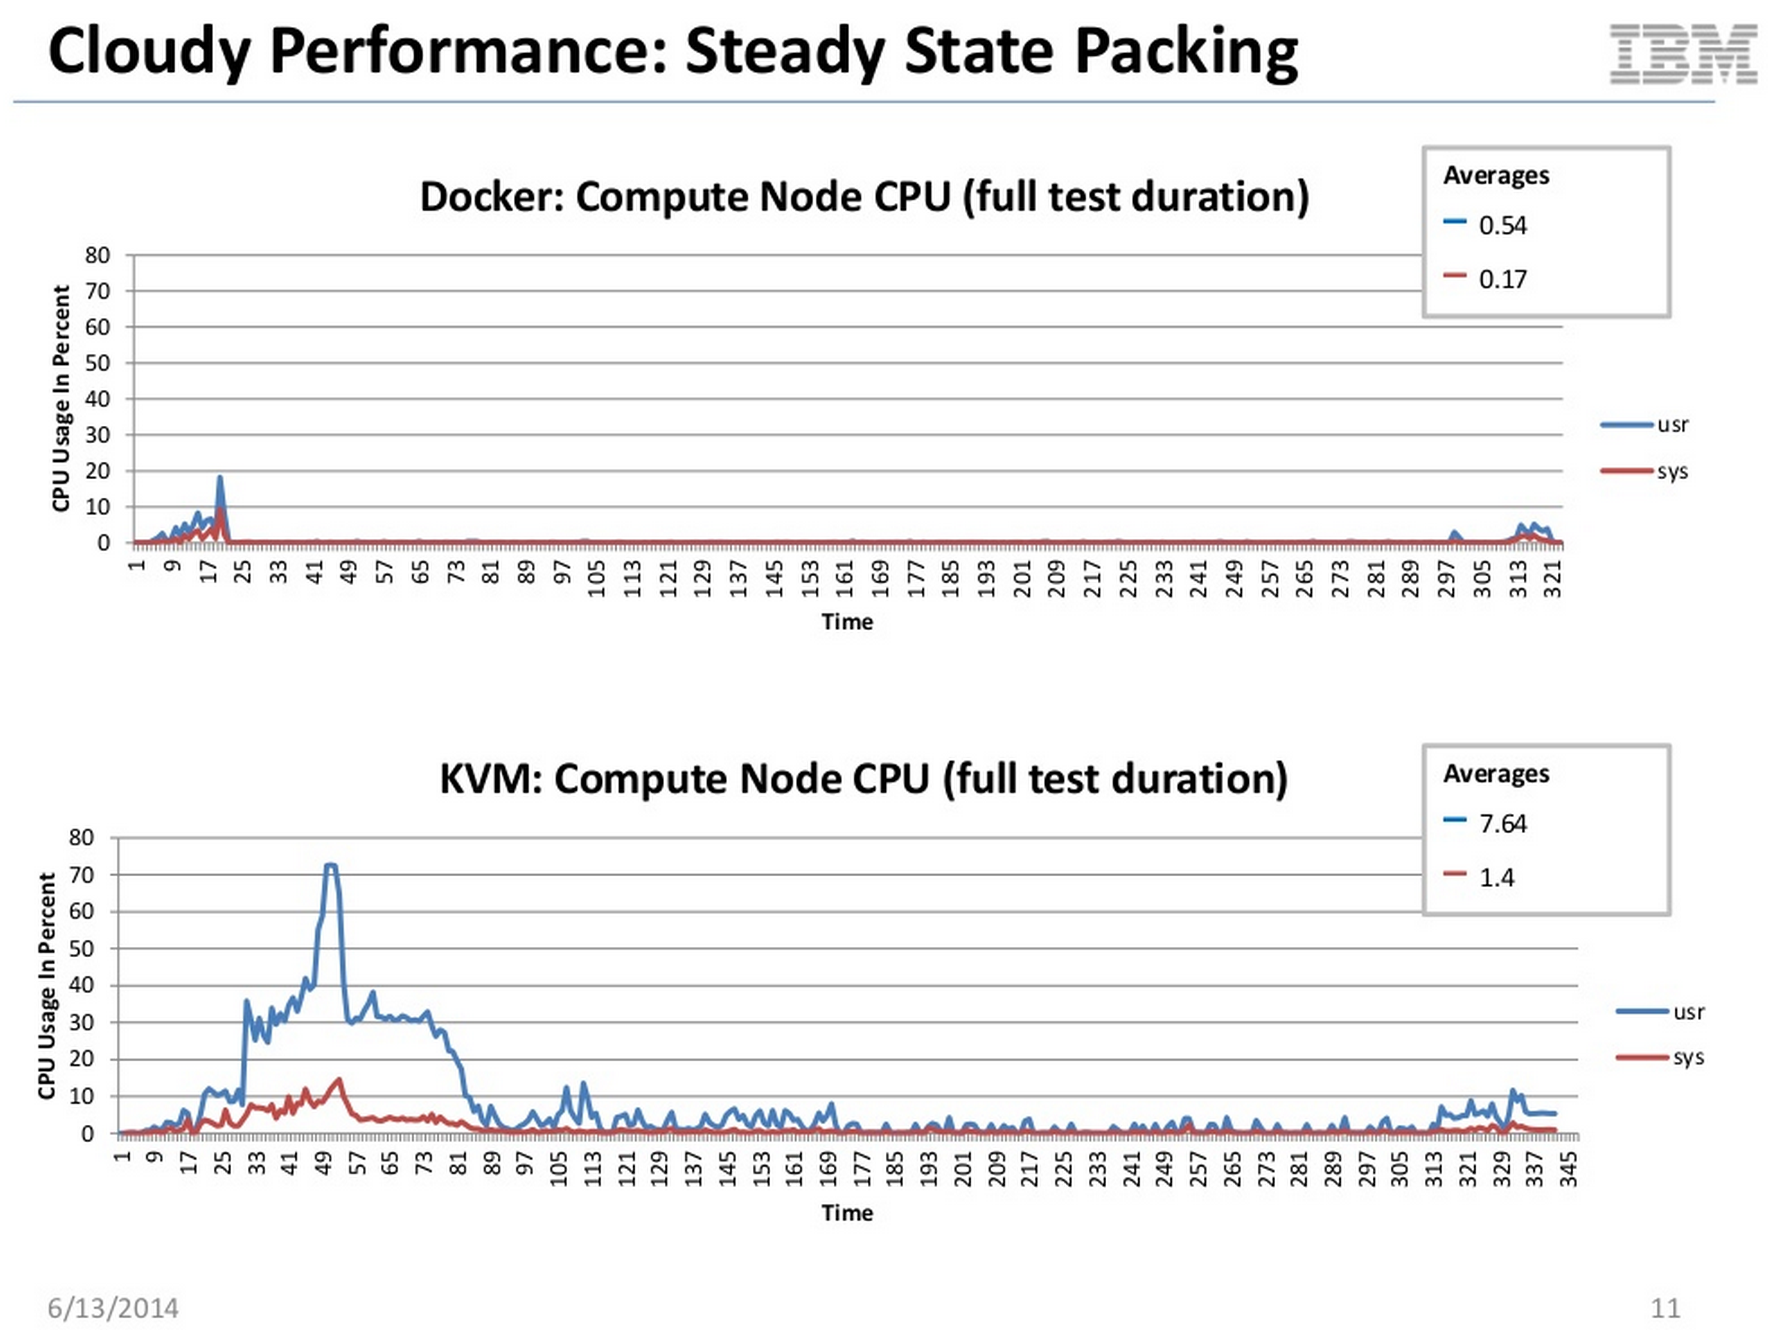 Cloudy Performance: Steady State Packing
IBM
Docker: Compute Node CPU (full test duration)
Averages
0.54
0.17
80
70
60
50
40
30
20
10
0
CPU Usage In Percent
usr
sys
1 9 17 25 33 41 49 57 65 73 81 89 97 105 113 121 129 137 145 153 161 169 177 185 193 201 209 217 225 233 241 249 257 265 273 281 289 297 305 313 321
Time
KVM: Compute Node CPU (full test duration)
Averages
7.64
1.4
80
70
60
50
40
30
20
10
0
CPU Usage In Percent
usr
sys
1 9 17 25 33 41 49 57 65 73 81 89 97 105 113 121 129 137 145 153 161 169 177 185 193 201 209 217 225 233 241 249 257 265 273 281 289 297 305 313 321 329 337 345
Time
6/13/2014
11